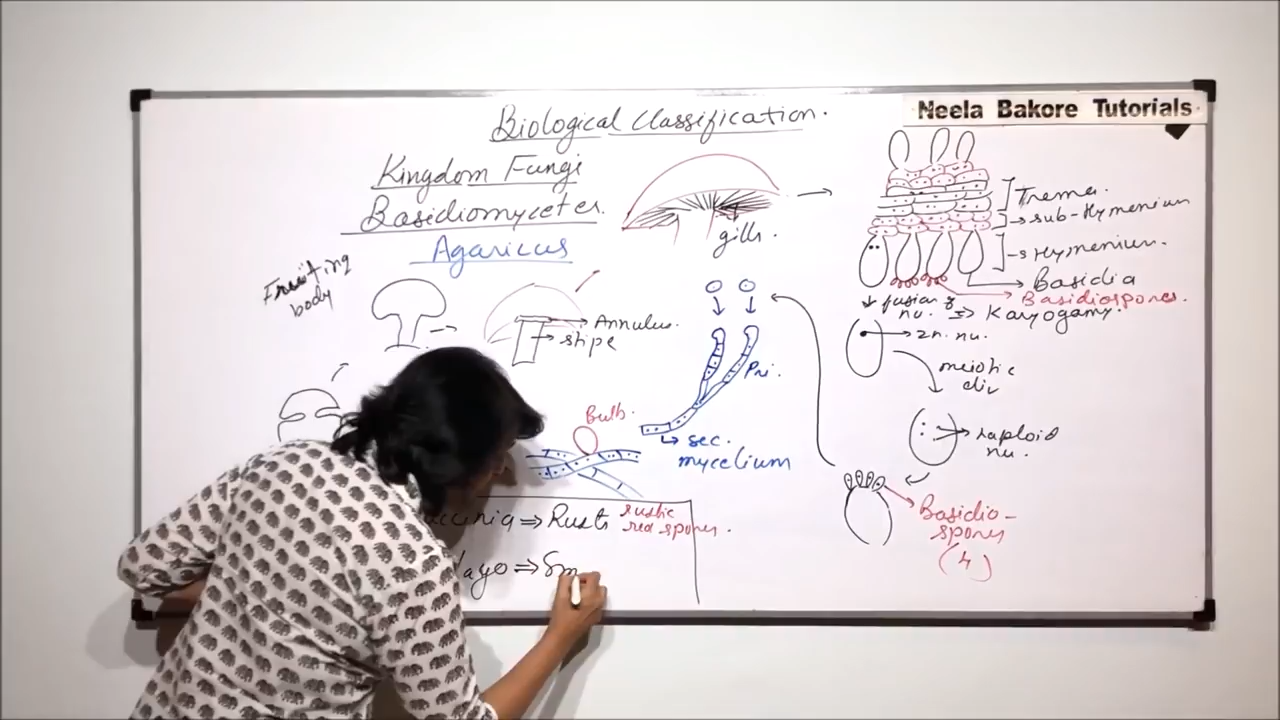 Biological Classification.
Neela Bakore Tutorials
Kingdom Fungi
Basidiomycetes.
Agaricus
gills.
Trema.
sub-Hymenium
Hymenium.
Basidia
Basidiospores.
fusion of
nu. ⇒ Karyogamy.
2n. nu.
meiotic
div
haploid
nu.
Basidio-
spores
(4)
Fruiting
body
Annulus.
stipe
Pri.
Bulb.
sec.
mycelium
⇒ Rusts rustic
red spores.
⇒ Sm